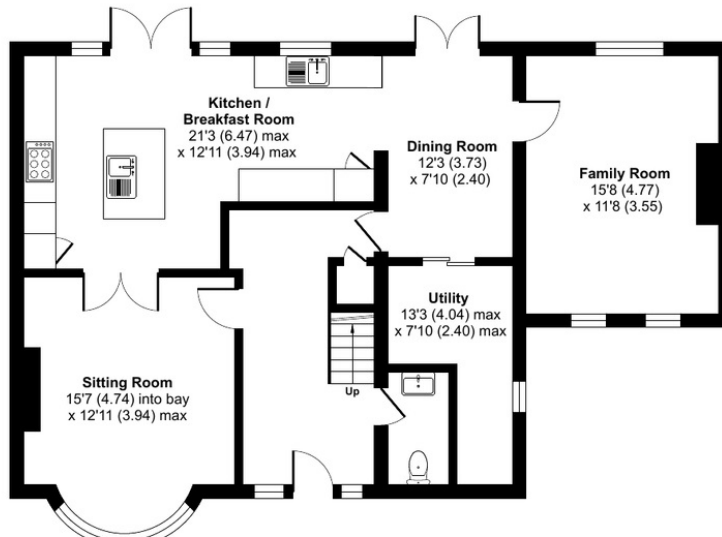 Kitchen /
Breakfast Room
21'3 (6.47) max
x 12'11 (3.94) max
Dining Room
12'3 (3.73)
x 7'10 (2.40)
Family Room
15'8 (4.77)
x 11'8 (3.55)
Utility
13'3 (4.04) max
x 7'10 (2.40) max
Sitting Room
15'7 (4.74) into bay
x 12'11 (3.94) max
Up